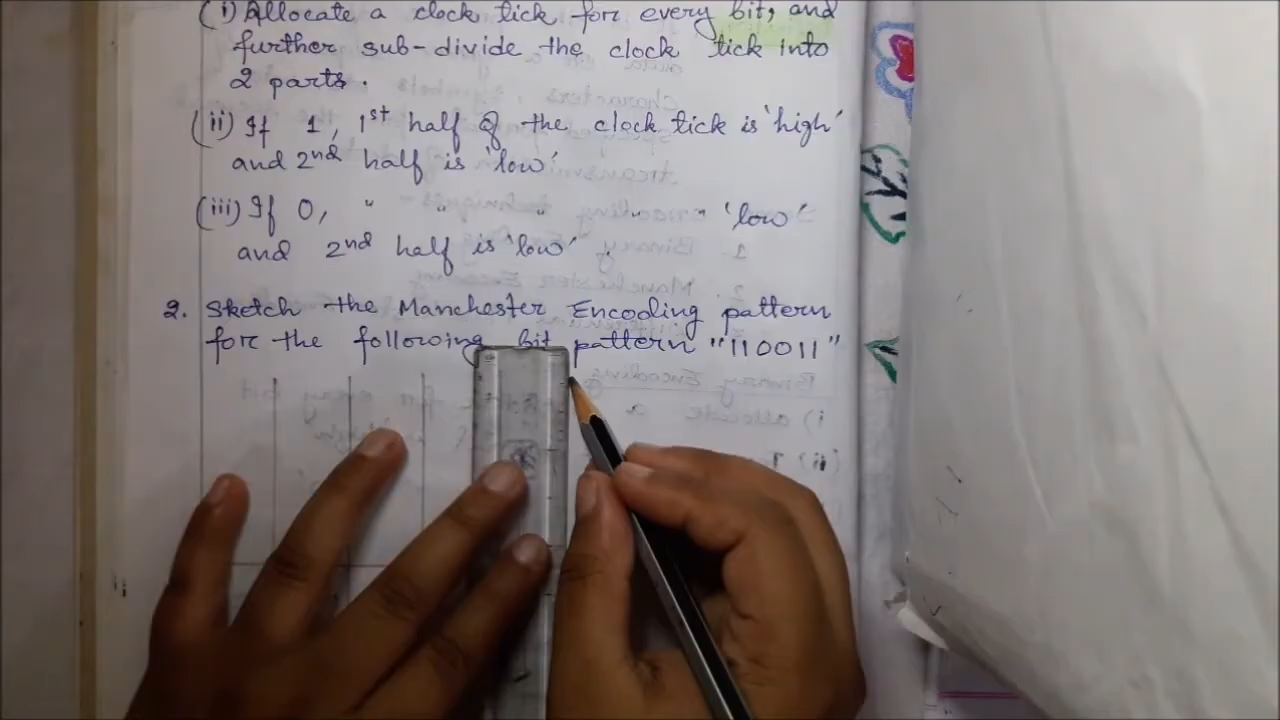 (i) Allocate a clock tick for every bit, and
further sub-divide the clock tick into
2 parts.
(ii) If 1, 1st half of the clock tick is 'high'
and 2nd half is 'low'
(iii) If 0, " " " " " 'low'
and 2nd half is 'low'.
2. Sketch the Manchester Encoding pattern
for the following bit pattern "110011"